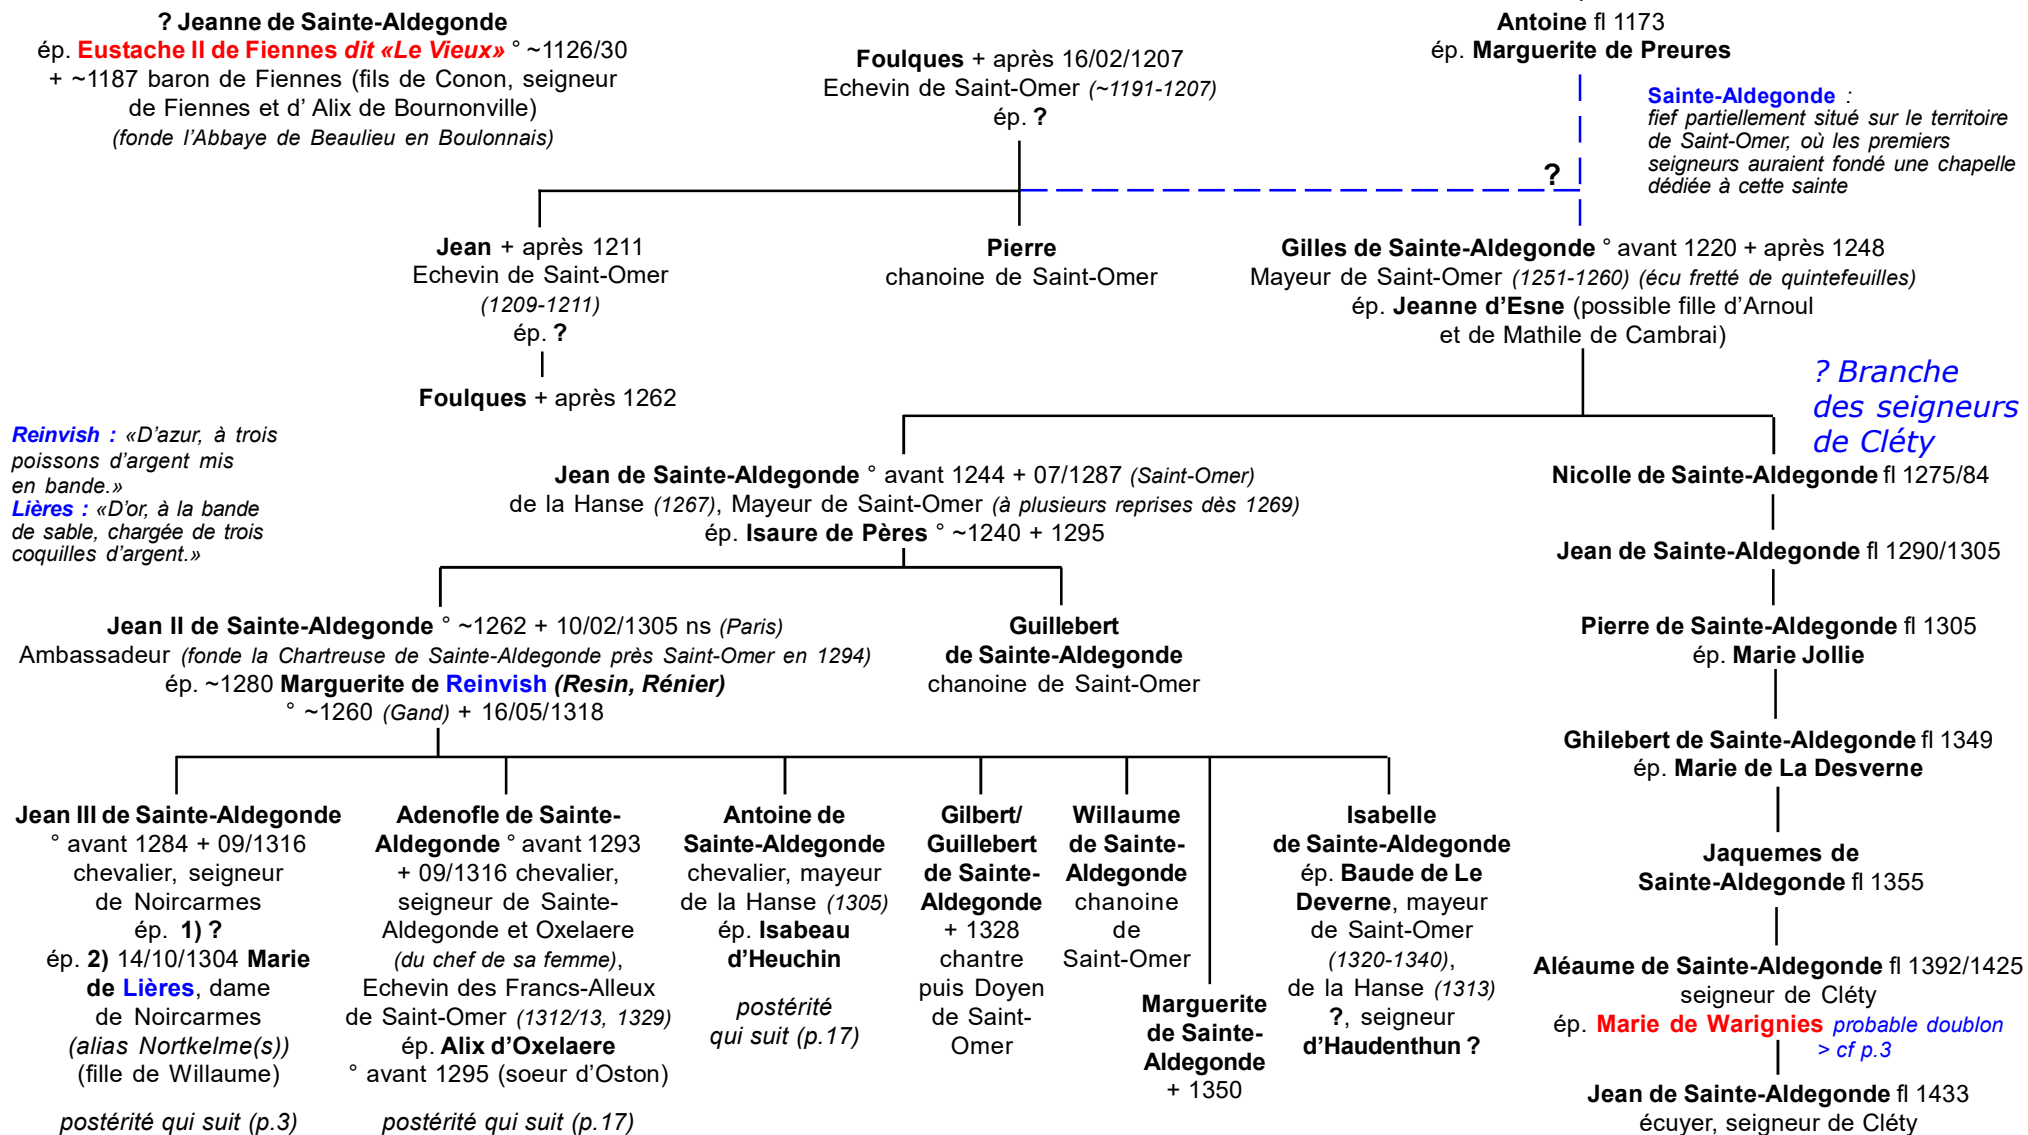 ? Jeanne de Sainte-Aldegonde
ép. Eustache II de Fiennes dit «Le Vieux» ° ~1126/30
+ ~1187 baron de Fiennes (fils de Conon, seigneur
de Fiennes et d’ Alix de Bournonville)
(fonde l’Abbaye de Beaulieu en Boulonnais)
Foulques + après 16/02/1207
Echevin de Saint-Omer (~1191-1207)
ép. ?
Antoine fl 1173
ép. Marguerite de Preures
Sainte-Aldegonde :
fief partiellement situé sur le territoire
de Saint-Omer, où les premiers
seigneurs auraient fondé une chapelle
dédiée à cette sainte
?
Jean + après 1211
Echevin de Saint-Omer
(1209-1211)
ép. ?
Pierre
chanoine de Saint-Omer
Gilles de Sainte-Aldegonde ° avant 1220 + après 1248
Mayeur de Saint-Omer (1251-1260) (écu fretté de quintefeuilles)
ép. Jeanne d’Esne (possible fille d’Arnoul
et de Mathile de Cambrai)
Foulques + après 1262
? Branche
des seigneurs
de Cléty
Reinvish : «D’azur, à trois
poissons d’argent mis
en bande.»
Lières : «D’or, à la bande
de sable, chargée de trois
coquilles d’argent.»
Jean de Sainte-Aldegonde ° avant 1244 + 07/1287 (Saint-Omer)
de la Hanse (1267), Mayeur de Saint-Omer (à plusieurs reprises dès 1269)
ép. Isaure de Pères ° ~1240 + 1295
Nicolle de Sainte-Aldegonde fl 1275/84
Jean de Sainte-Aldegonde fl 1290/1305
Jean II de Sainte-Aldegonde ° ~1262 + 10/02/1305 ns (Paris)
Ambassadeur (fonde la Chartreuse de Sainte-Aldegonde près Saint-Omer en 1294)
ép. ~1280 Marguerite de Reinvish (Resin, Rénier)
° ~1260 (Gand) + 16/05/1318
Guillebert
de Sainte-Aldegonde
chanoine de Saint-Omer
Pierre de Sainte-Aldegonde fl 1305
ép. Marie Jollie
Ghilebert de Sainte-Aldegonde fl 1349
ép. Marie de La Desverne
Jean III de Sainte-Aldegonde
° avant 1284 + 09/1316
chevalier, seigneur
de Noircarmes
ép. 1) ?
ép. 2) 14/10/1304 Marie
de Lières, dame
de Noircarmes
(alias Nortkelme(s))
(fille de Willaume)
postérité qui suit (p.3)
Adenofle de Sainte-
Aldegonde ° avant 1293
+ 09/1316 chevalier,
seigneur de Sainte-
Aldegonde et Oxelaere
(du chef de sa femme),
Echevin des Francs-Alleux
de Saint-Omer (1312/13, 1329)
ép. Alix d’Oxelaere
° avant 1295 (soeur d’Oston)
postérité qui suit (p.17)
Antoine de
Sainte-Aldegonde
chevalier, mayeur
de la Hanse (1305)
ép. Isabeau
d’Heuchin
postérité
qui suit (p.17)
Gilbert/
Guillebert
de Sainte-
Aldegonde
+ 1328
chantre
puis Doyen
de Saint-
Omer
Willaume
de Sainte-
Aldegonde
chanoine
de
Saint-Omer
Marguerite
de Sainte-
Aldegonde
+ 1350
Isabelle
de Sainte-Aldegonde
ép. Baude de Le
Deverne, mayeur
de Saint-Omer
(1320-1340),
de la Hanse (1313)
?, seigneur
d’Haudenthun ?
Jaquemes de
Sainte-Aldegonde fl 1355
Aléaume de Sainte-Aldegonde fl 1392/1425
seigneur de Cléty
ép. Marie de Warignies probable doublon
> cf p.3
Jean de Sainte-Aldegonde fl 1433
écuyer, seigneur de Cléty